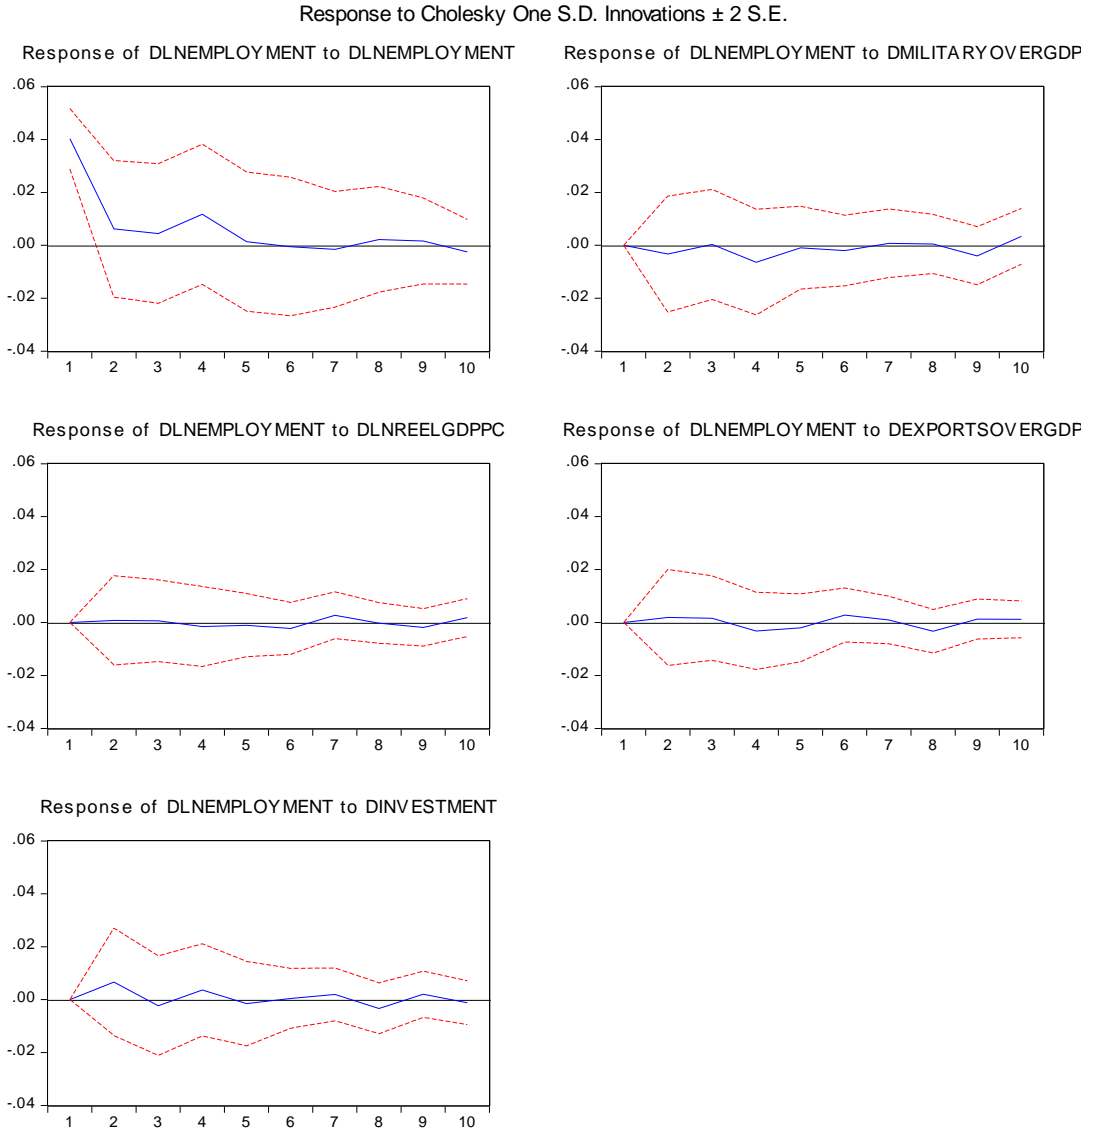 Response to Cholesky One S.D. Innovations ± 2 S.E.
Response of DLNEMPLOYMENT to DLNEMPLOYMENT
.06
.04
.02
.00
-.02
-.04
1 2 3 4 5 6 7 8 9 10
Response of DLNEMPLOYMENT to DMILITARYOVERGDP
.06
.04
.02
.00
-.02
-.04
1 2 3 4 5 6 7 8 9 10
Response of DLNEMPLOYMENT to DLNREELGDPPC
.06
.04
.02
.00
-.02
-.04
1 2 3 4 5 6 7 8 9 10
Response of DLNEMPLOYMENT to DEXPORTSOVERGDP
.06
.04
.02
.00
-.02
-.04
1 2 3 4 5 6 7 8 9 10
Response of DLNEMPLOYMENT to DINVESTMENT
.06
.04
.02
.00
-.02
-.04
1 2 3 4 5 6 7 8 9 10